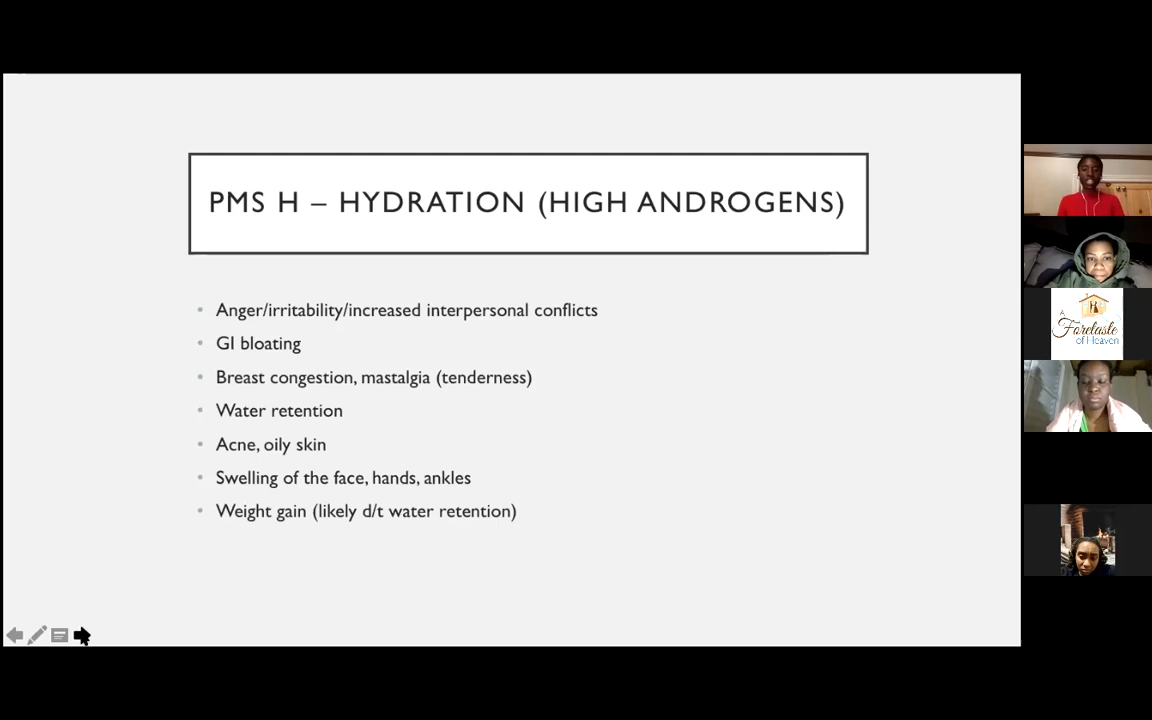 PMS H – HYDRATION (HIGH ANDROGENS)
• Anger/irritability/increased interpersonal conflicts
• GI bloating
• Breast congestion, mastalgia (tenderness)
• Water retention
• Acne, oily skin
• Swelling of the face, hands, ankles
• Weight gain (likely d/t water retention)
A
Foretaste
of Heaven